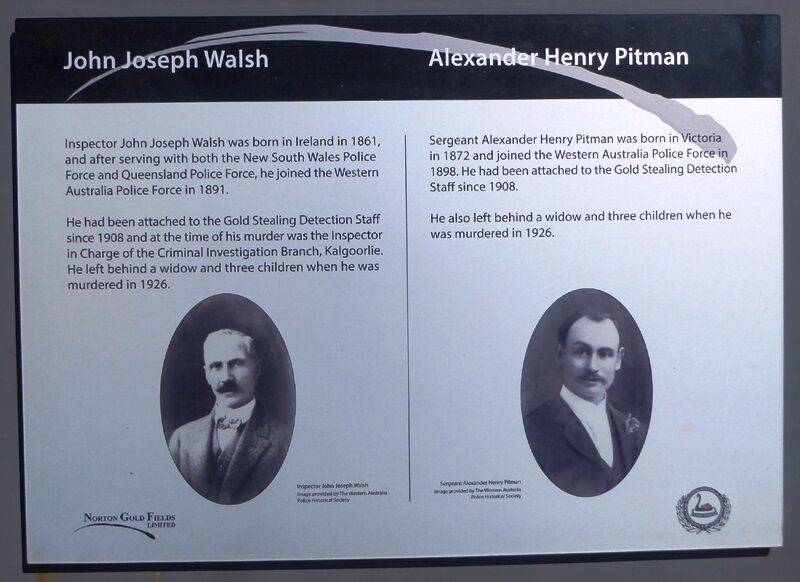 John Joseph Walsh
Inspector John Joseph Walsh was born in Ireland in 1861,
and after serving with both the New South Wales Police
Force and Queensland Police Force, he joined the Western
Australia Police Force in 1891.
He had been attached to the Gold Stealing Detection Staff
since 1908 and at the time of his murder was the Inspector
in Charge of the Criminal Investigation Branch, Kalgoorlie.
He left behind a widow and three children when he was
murdered in 1926.
Inspector John Joseph Walsh
Image provided by The Western Australia
Police Historical Society
NORTON GOLD FIELDS
LIMITED
Alexander Henry Pitman
Sergeant Alexander Henry Pitman was born in Victoria
in 1872 and joined the Western Australia Police Force in
1898. He had been attached to the Gold Stealing Detection
Staff since 1908.
He also left behind a widow and three children when he
was murdered in 1926.
Sergeant Alexander Henry Pitman
Image provided by The Western Australia
Police Historical Society